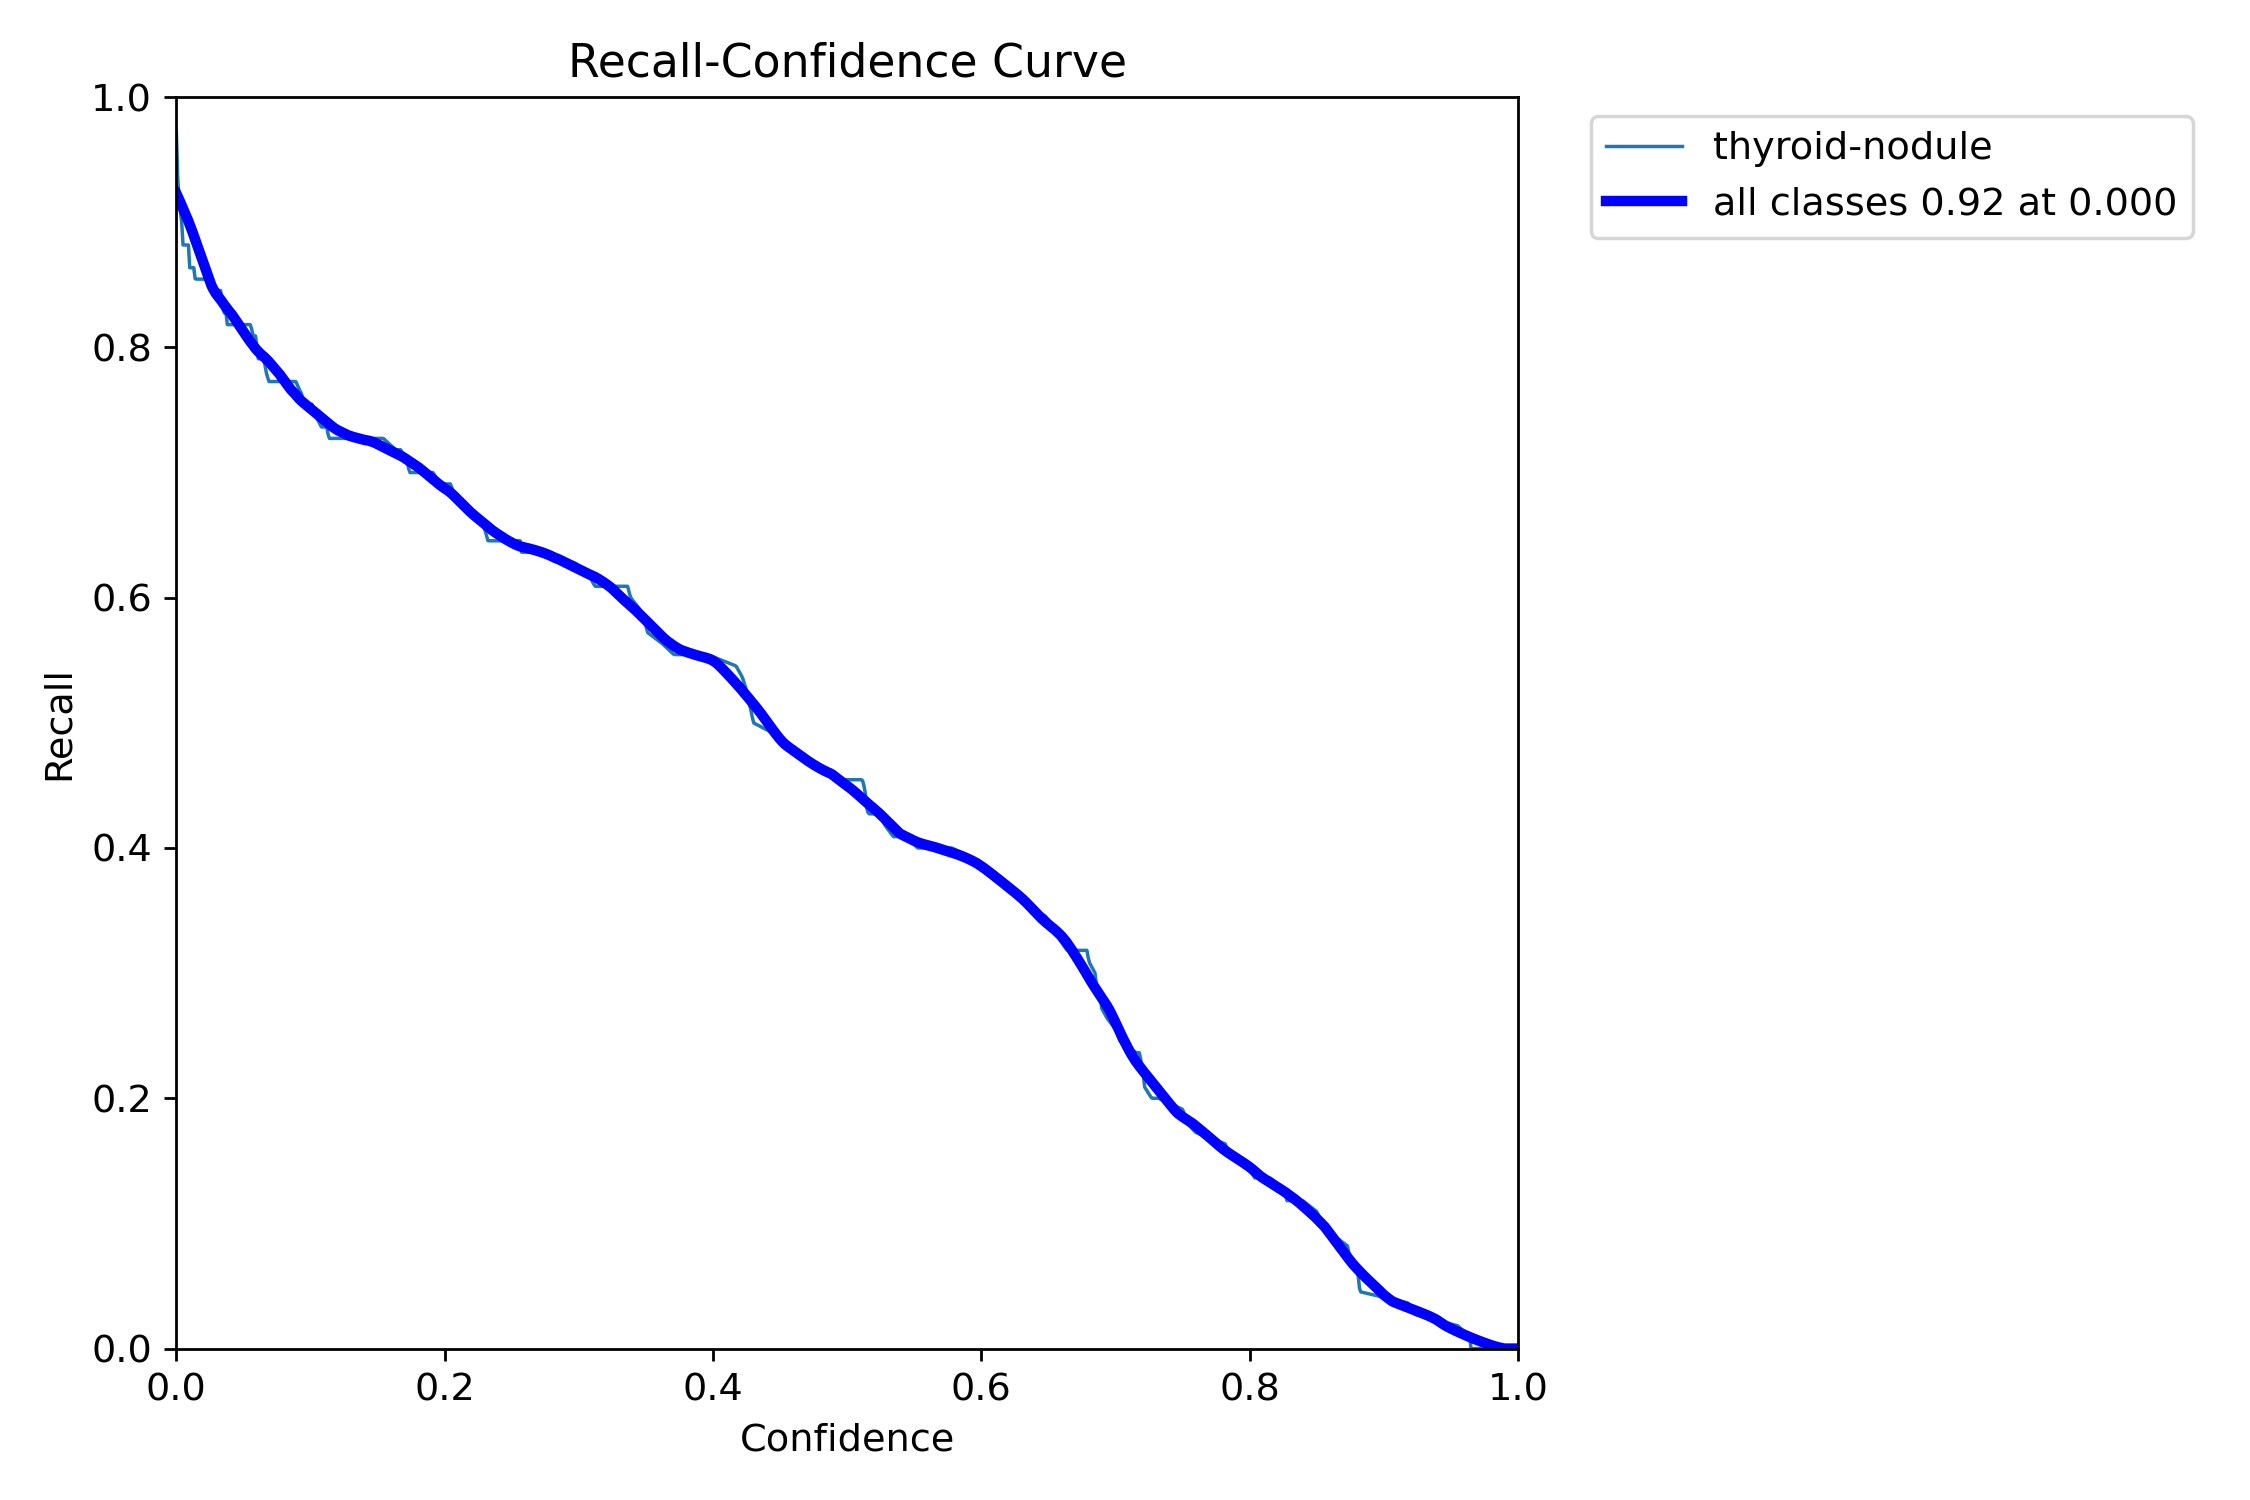 Recall-Confidence Curve
thyroid-nodule
all classes 0.92 at 0.000
1.0
0.8
0.6
0.4
0.2
0.0
Recall
0.0 0.2 0.4 0.6 0.8 1.0
Confidence